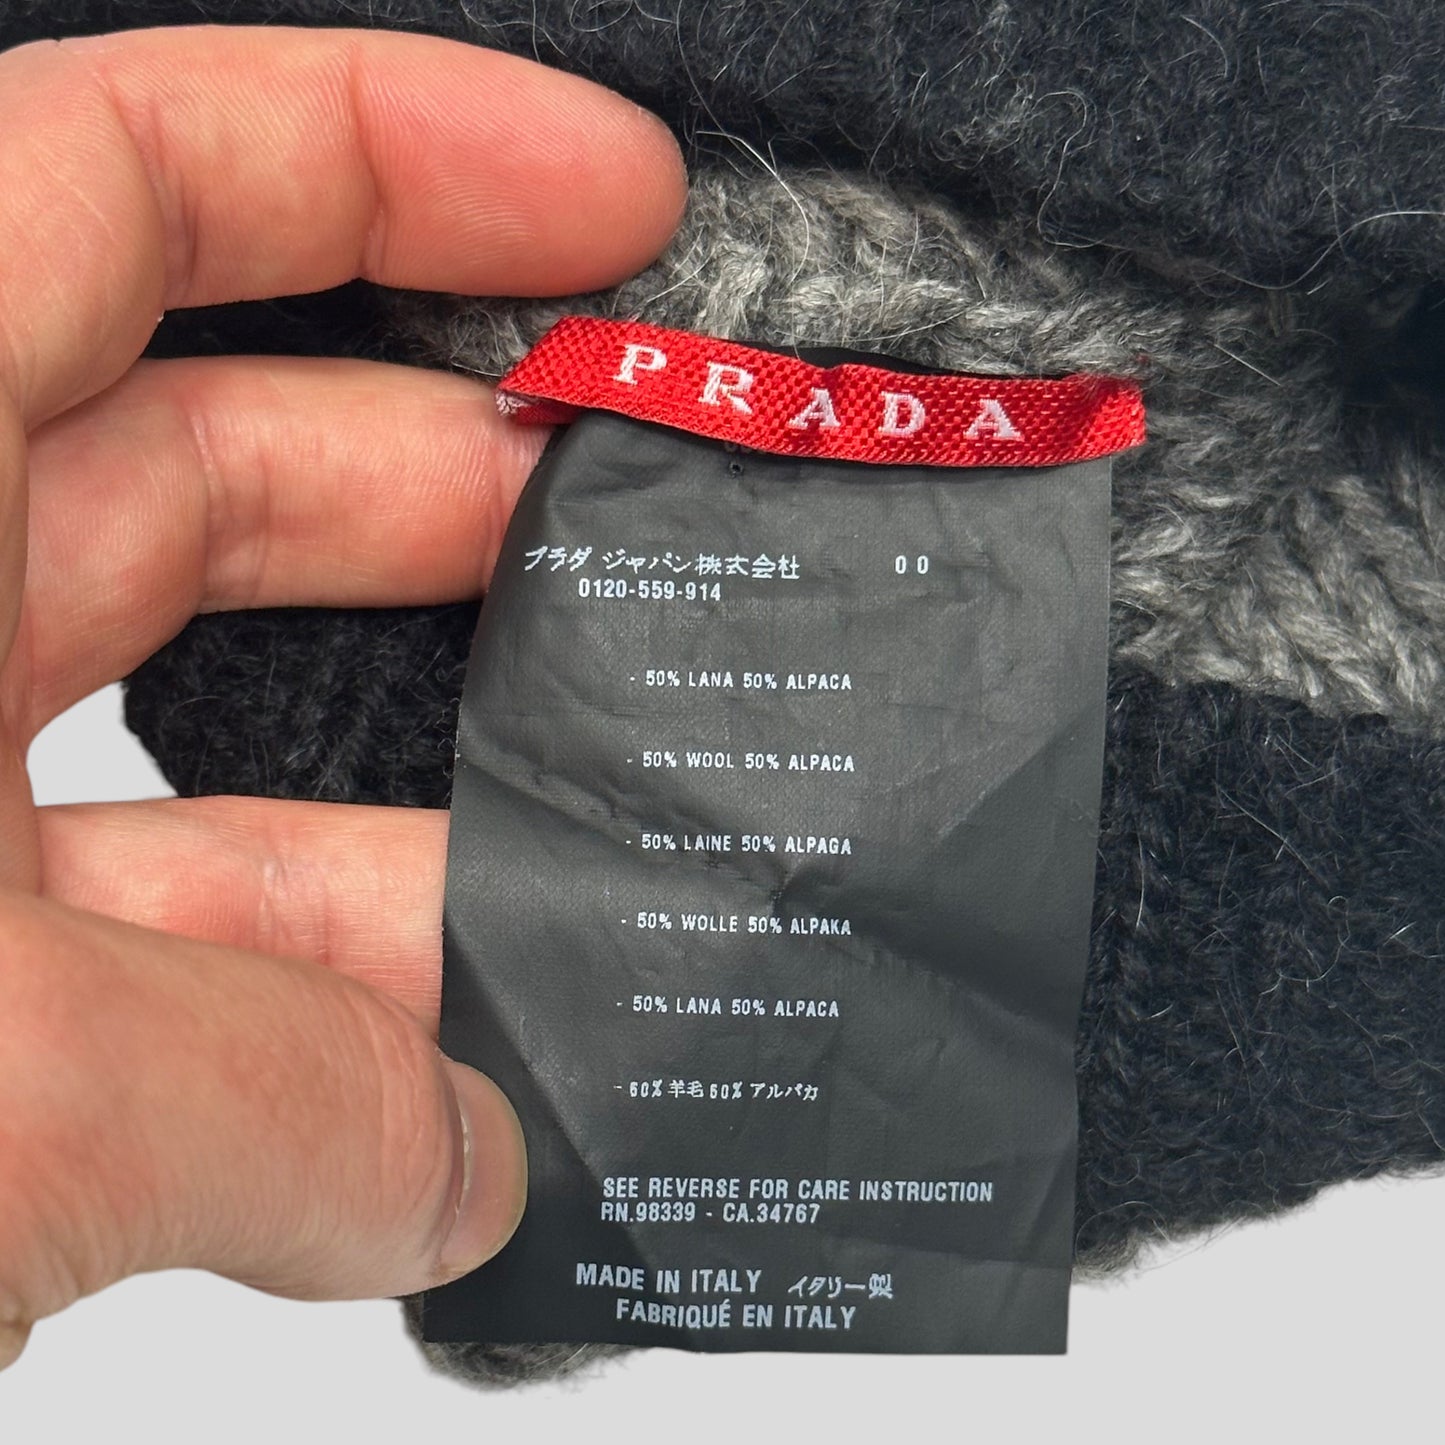 PRADA
プラダ ジャパン株式会社 00
0120-559-914
- 50% LANA 50% ALPACA
- 50% WOOL 50% ALPACA
- 50% LAINE 50% ALPAGA
- 50% WOLLE 50% ALPAKA
- 50% LANA 50% ALPACA
- 60% 羊毛 60% アルパカ
SEE REVERSE FOR CARE INSTRUCTION
RN.98339 - CA.34767
MADE IN ITALY イタリー製
FABRIQUÉ EN ITALY